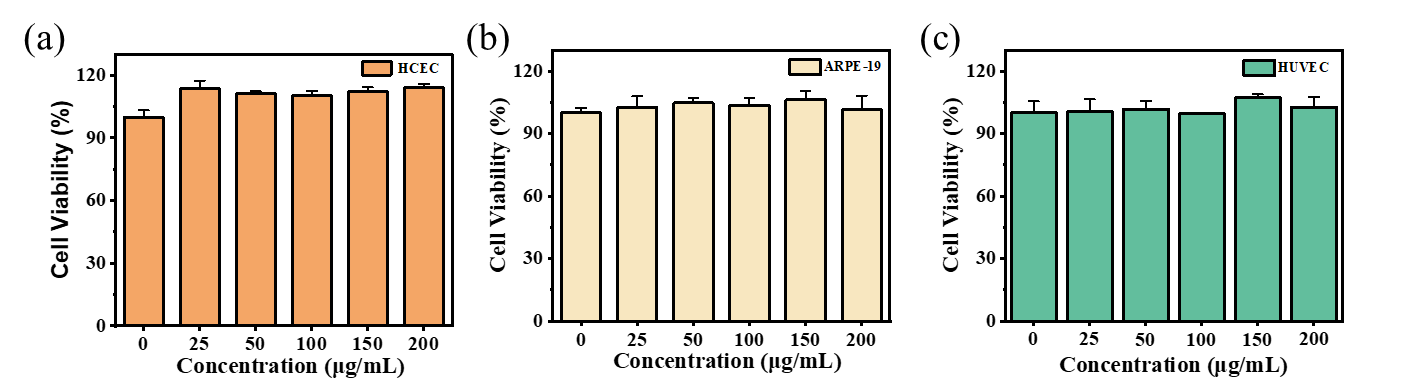 (a)
HCEC
120
90
60
30
0
Cell Viability (%)
0 25 50 100 150 200
Concentration (μg/mL)
(b)
ARPE-19
120
90
60
30
0
Cell Viability (%)
0 25 50 100 150 200
Concentration (μg/mL)
(c)
HUVEC
120
90
60
30
0
Cell Viability (%)
0 25 50 100 150 200
Concentration (μg/mL)